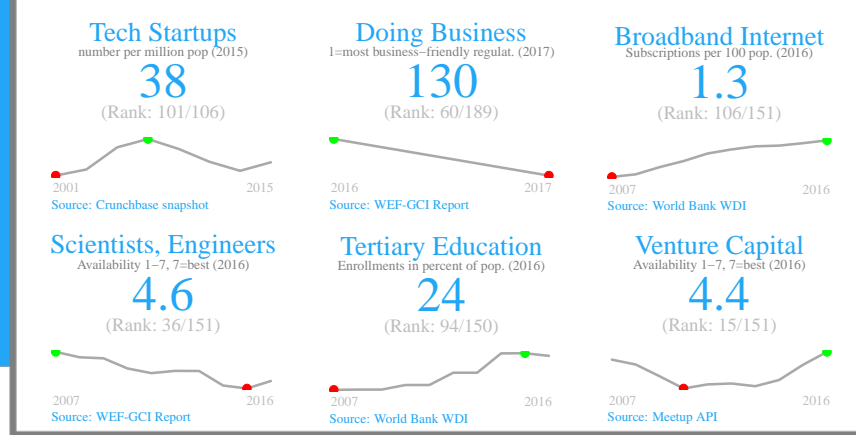 Tech Startups
number per million pop (2015)
38
(Rank: 101/106)
2001 2015
Source: Crunchbase snapshot
Doing Business
1=most business–friendly regulat. (2017)
130
(Rank: 60/189)
2016 2017
Source: WEF-GCI Report
Broadband Internet
Subscriptions per 100 pop. (2016)
1.3
(Rank: 106/151)
2007 2016
Source: World Bank WDI
Scientists, Engineers
Availability 1–7, 7=best (2016)
4.6
(Rank: 36/151)
2007 2016
Source: WEF-GCI Report
Tertiary Education
Enrollments in percent of pop. (2016)
24
(Rank: 94/150)
2007 2016
Source: World Bank WDI
Venture Capital
Availability 1–7, 7=best (2016)
4.4
(Rank: 15/151)
2007 2016
Source: Meetup API